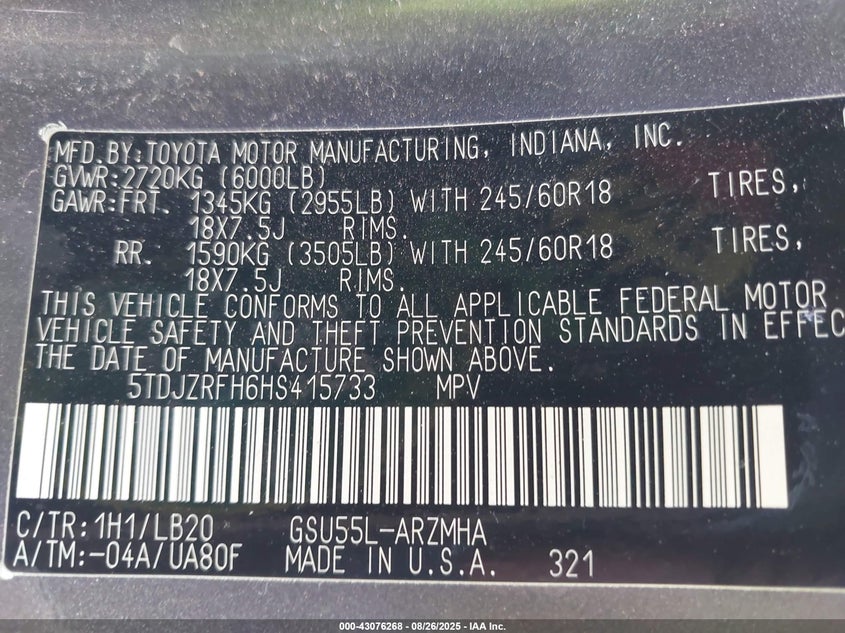 MFD.BY:TOYOTA MOTOR MANUFACTURING, INDIANA, INC.
GVWR:2720KG (6000LB)
GAWR:FRT. 1345KG (2955LB) WITH 245/60R18 TIRES,
18X7.5J RIMS.
RR. 1590KG (3505LB) WITH 245/60R18 TIRES,
18X7.5J RIMS.
THIS VEHICLE CONFORMS TO ALL APPLICABLE FEDERAL MOTOR
VEHICLE SAFETY AND THEFT PREVENTION STANDARDS IN EFFEC
THE DATE OF MANUFACTURE SHOWN ABOVE.
5TDJZRFH6HS415733 MPV
C/TR:1H1/LB20 GSU55L-ARZMHA
A/TM:-04A/UA80F MADE IN U.S.A. 321
000-43076268 - 08/26/2025 - IAA Inc.